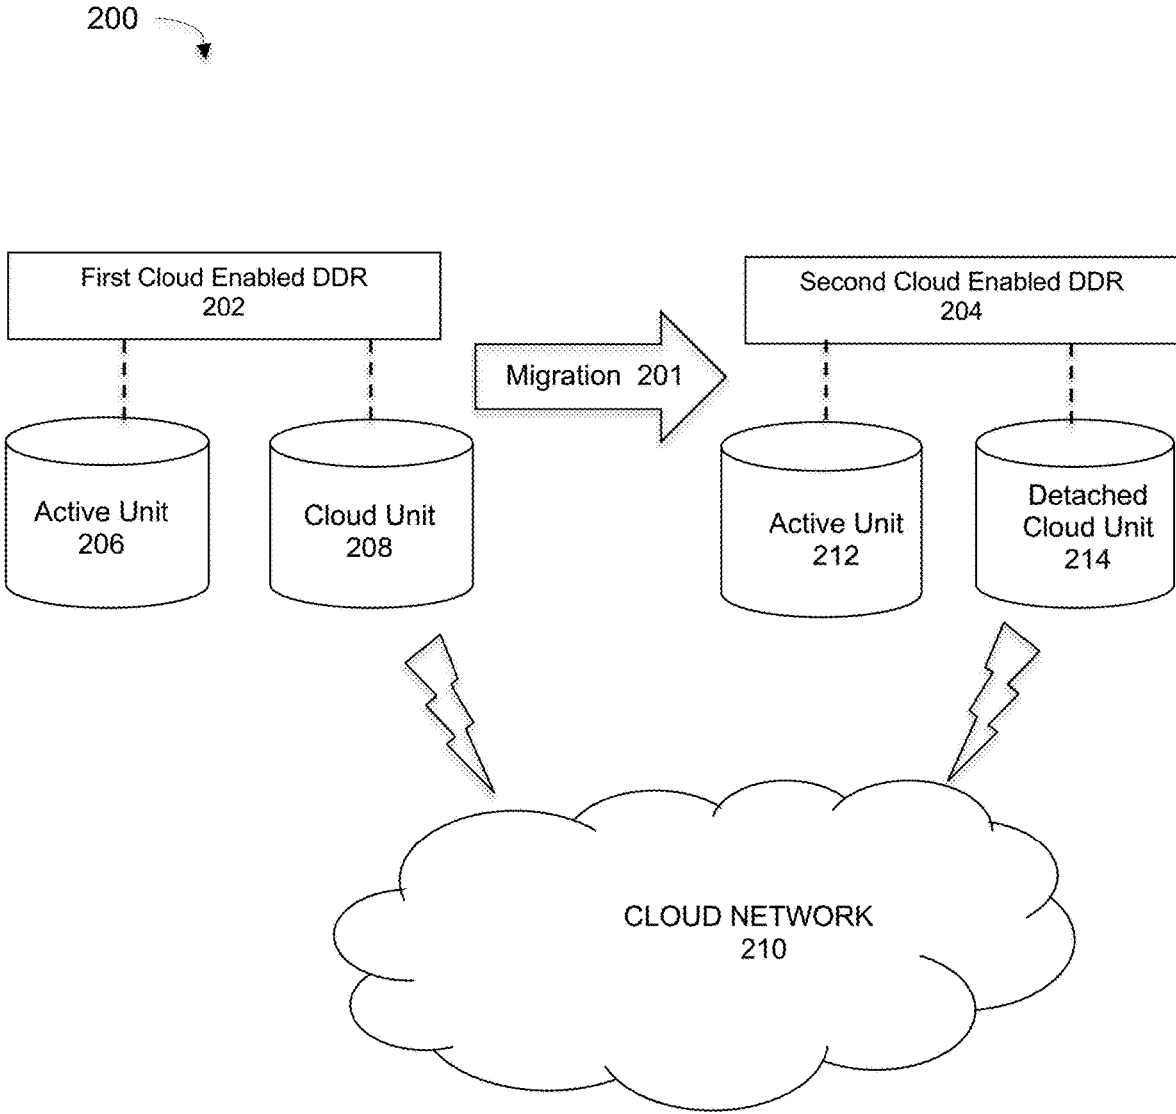 200
First Cloud Enabled DDR
202
Second Cloud Enabled DDR
204
Migration 201
Active Unit
206
Cloud Unit
208
Active Unit
212
Detached
Cloud Unit
214
CLOUD NETWORK
210